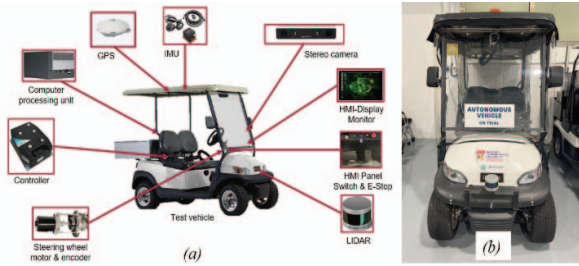 GPS
IMU
Stereo camera
Computer
processing unit
HMI-Display
Monitor
Controller
HMI Panel
Switch & E-Stop
Test vehicle
Steering wheel
motor & encoder
LIDAR
(a)
AUTONOMOUS
VEHICLE
ON TRIAL
(b)